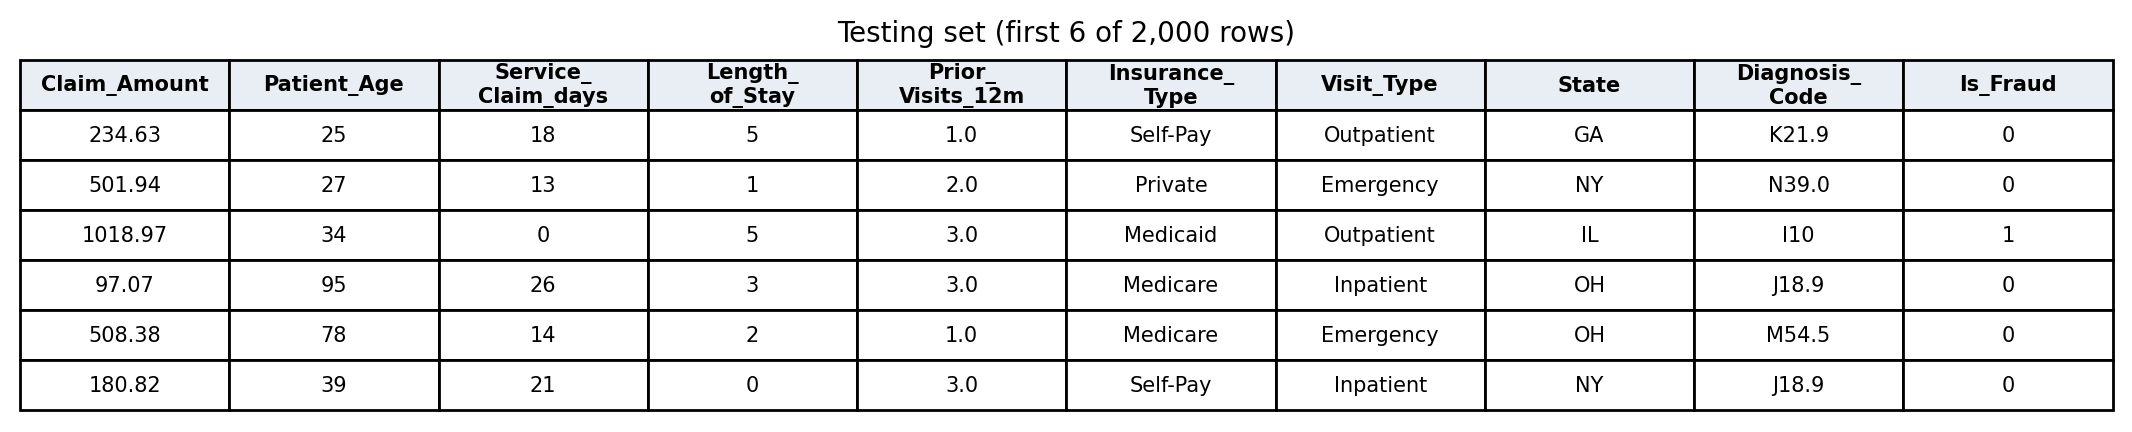 Testing set (first 6 of 2,000 rows)
Claim_Amount Patient_Age Service_ Claim_days Length_ of_Stay Prior_ Visits_12m Insurance_ Type Visit_Type State Diagnosis_ Code Is_Fraud
234.63 25 18 5 1.0 Self-Pay Outpatient GA K21.9 0
501.94 27 13 1 2.0 Private Emergency NY N39.0 0
1018.97 34 0 5 3.0 Medicaid Outpatient IL I10 1
97.07 95 26 3 3.0 Medicare Inpatient OH J18.9 0
508.38 78 14 2 1.0 Medicare Emergency OH M54.5 0
180.82 39 21 0 3.0 Self-Pay Inpatient NY J18.9 0